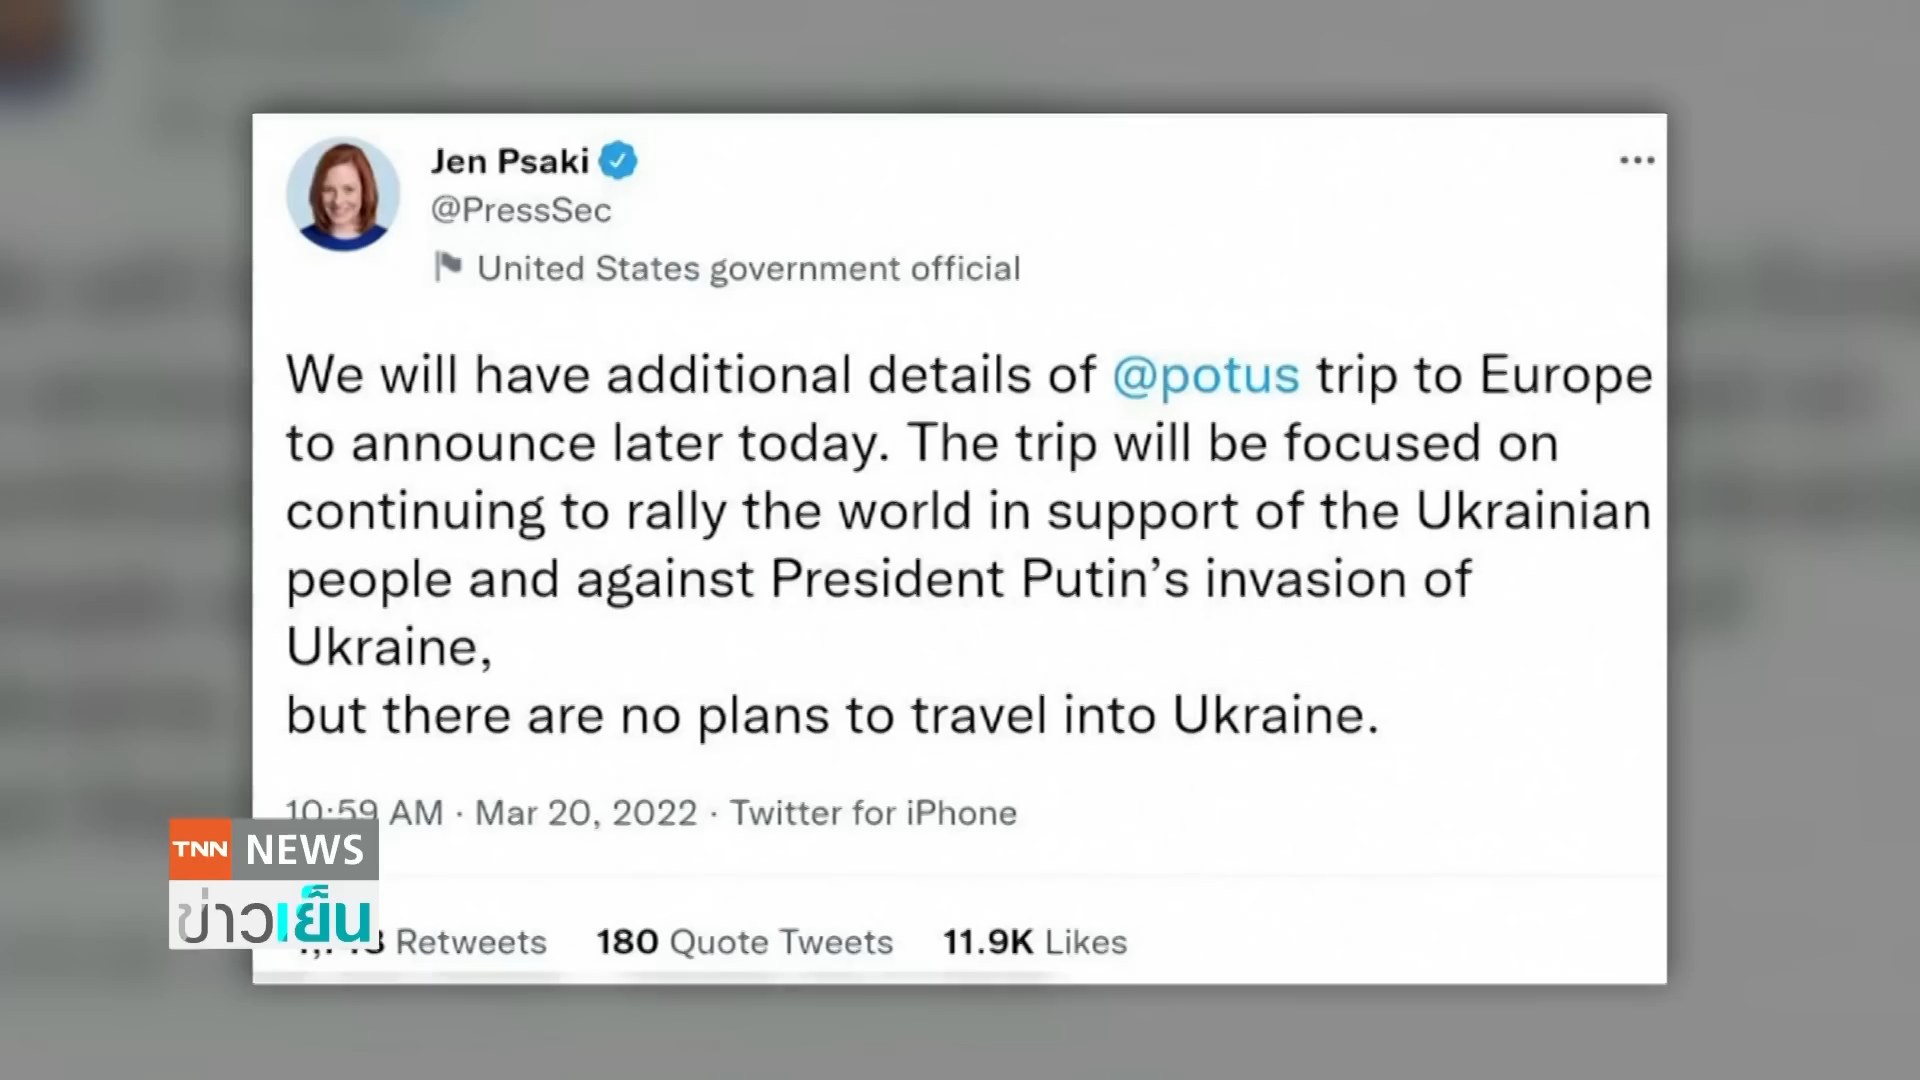 Jen Psaki
@PressSec
United States government official
We will have additional details of @potus trip to Europe
to announce later today. The trip will be focused on
continuing to rally the world in support of the Ukrainian
people and against President Putin’s invasion of
Ukraine,
but there are no plans to travel into Ukraine.
10:59 AM · Mar 20, 2022 · Twitter for iPhone
TNN NEWS
ข่าวเย็น
Retweets 180 Quote Tweets 11.9K Likes